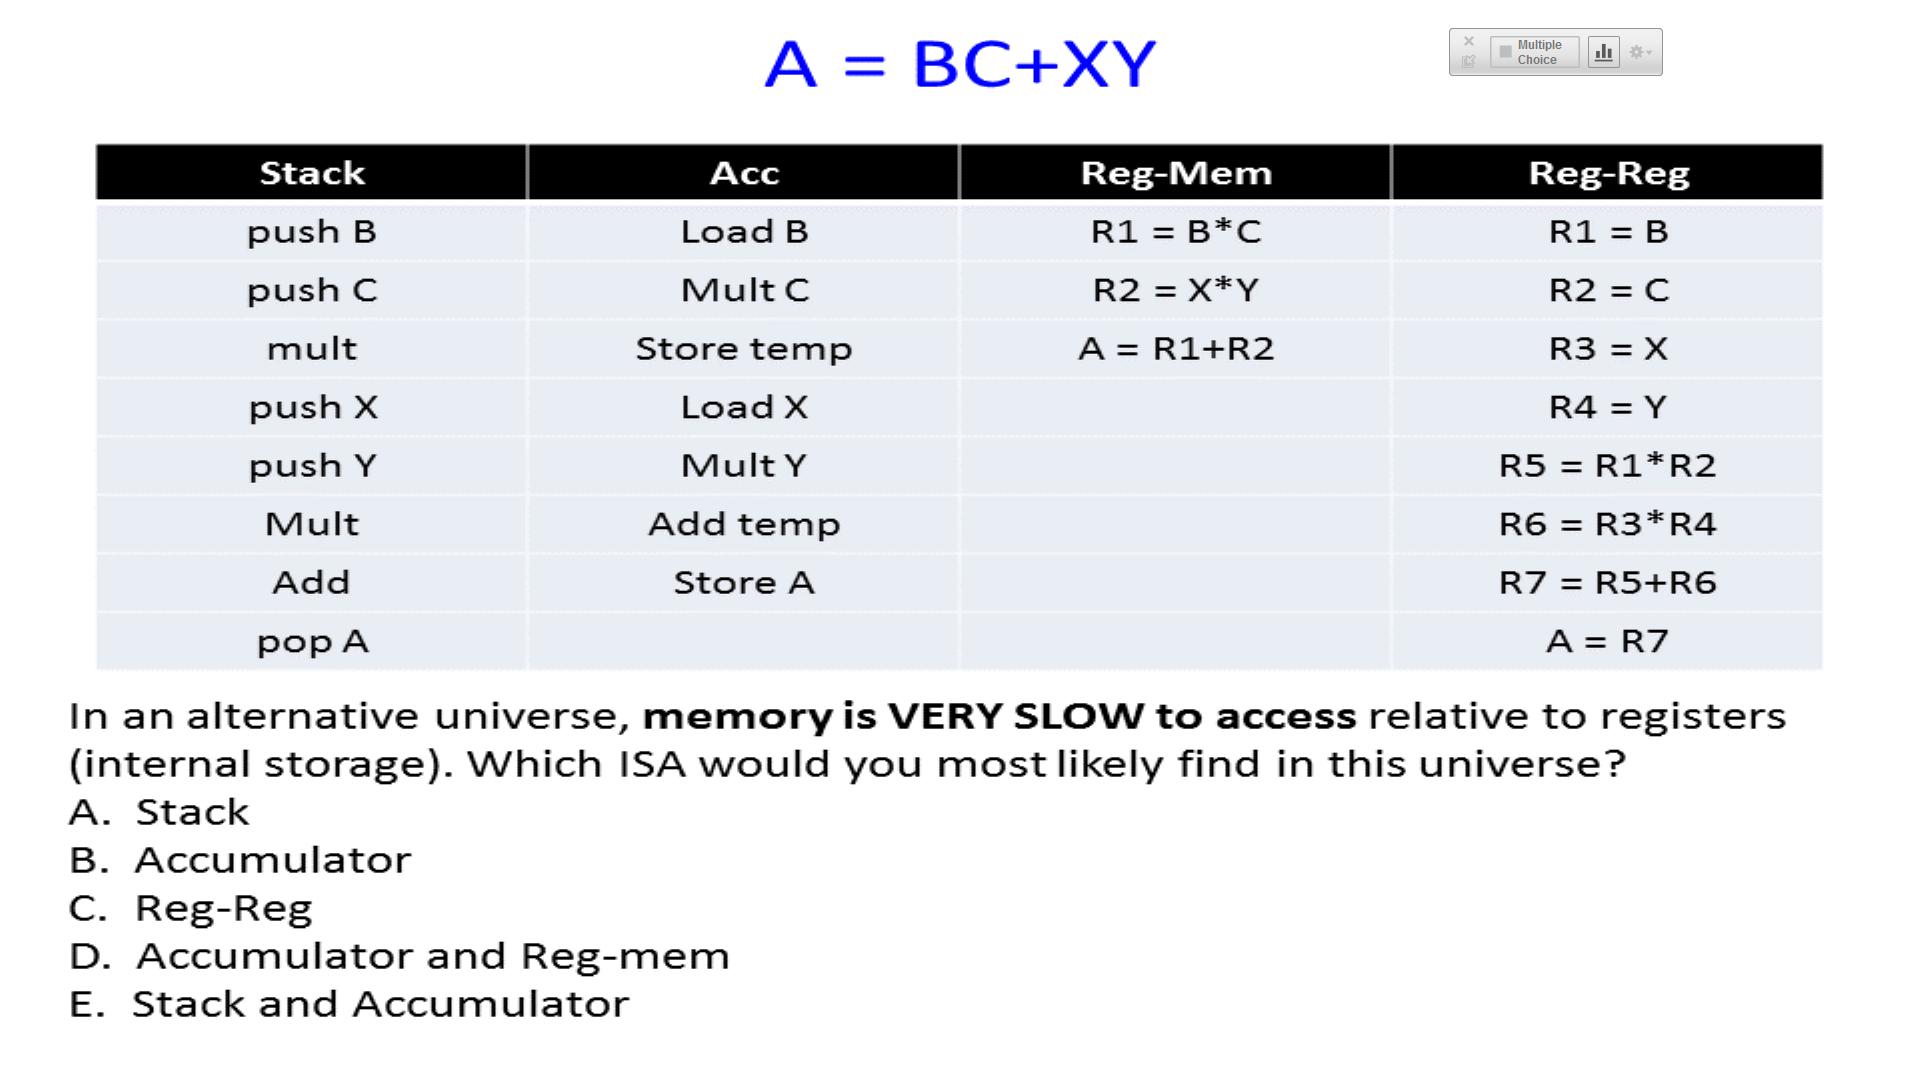 A = BC+XY
Multiple
Choice
Stack Acc Reg-Mem Reg-Reg
push B Load B R1 = B*C R1 = B
push C Mult C R2 = X*Y R2 = C
mult Store temp A = R1+R2 R3 = X
push X Load X R4 = Y
push Y Mult Y R5 = R1*R2
Mult Add temp R6 = R3*R4
Add Store A R7 = R5+R6
pop A A = R7
In an alternative universe, memory is VERY SLOW to access relative to registers
(internal storage). Which ISA would you most likely find in this universe?
A. Stack
B. Accumulator
C. Reg-Reg
D. Accumulator and Reg-mem
E. Stack and Accumulator